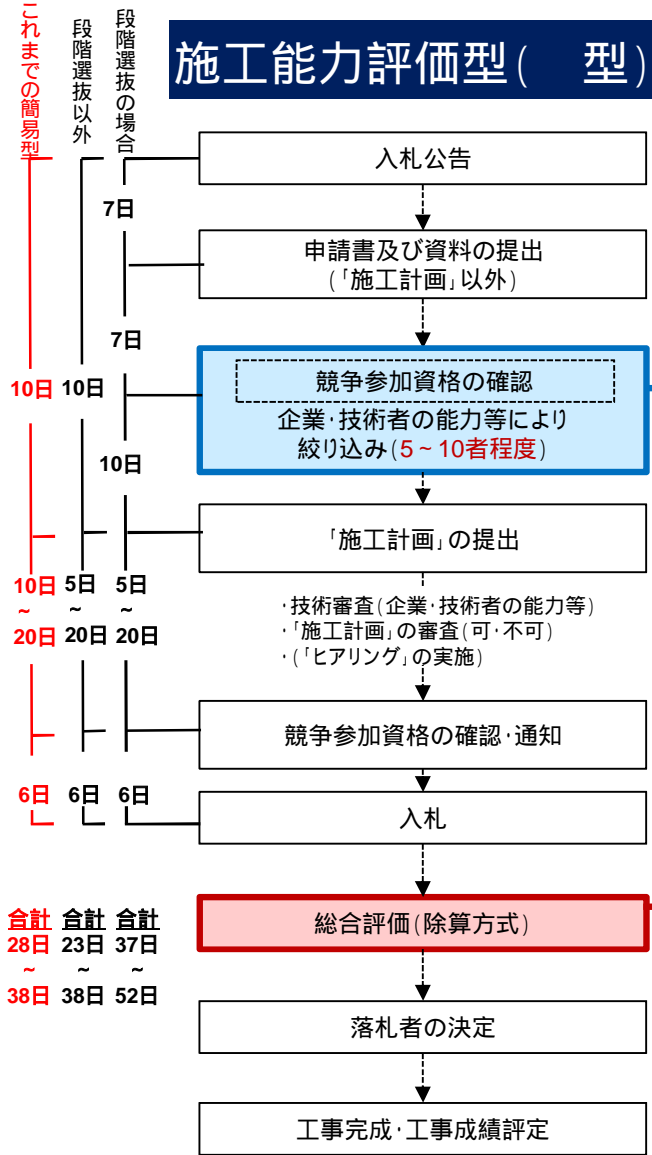 これまでの簡易型
段階選抜以外
段階選抜の場合
施工能力評価型(　型)
入札公告
7日
申請書及び資料の提出
(｢施工計画｣以外)
7日
10日
10日
競争参加資格の確認
企業･技術者の能力等により
絞り込み(5~10者程度)
10日
｢施工計画｣の提出
10日
~
20日
5日
~
20日
5日
~
20日
･技術審査(企業･技術者の能力等)
･｢施工計画｣の審査(可･不可)
･(｢ヒアリング｣の実施)
競争参加資格の確認･通知
6日
6日
6日
入札
合計
28日
~
38日
合計
23日
~
38日
合計
37日
~
52日
総合評価(除算方式)
落札者の決定
工事完成･工事成績評定